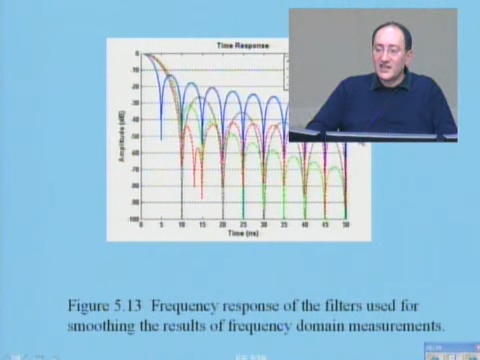 Time Response
0
-10
-20
-30
-40
-50
-60
-70
-80
-90
-100
Amplitude (dB)
0 5 10 15 20 25 30 35 40 45 50
Time (ns)
Figure 5.13 Frequency response of the filters used for
smoothing the results of frequency domain measurements.